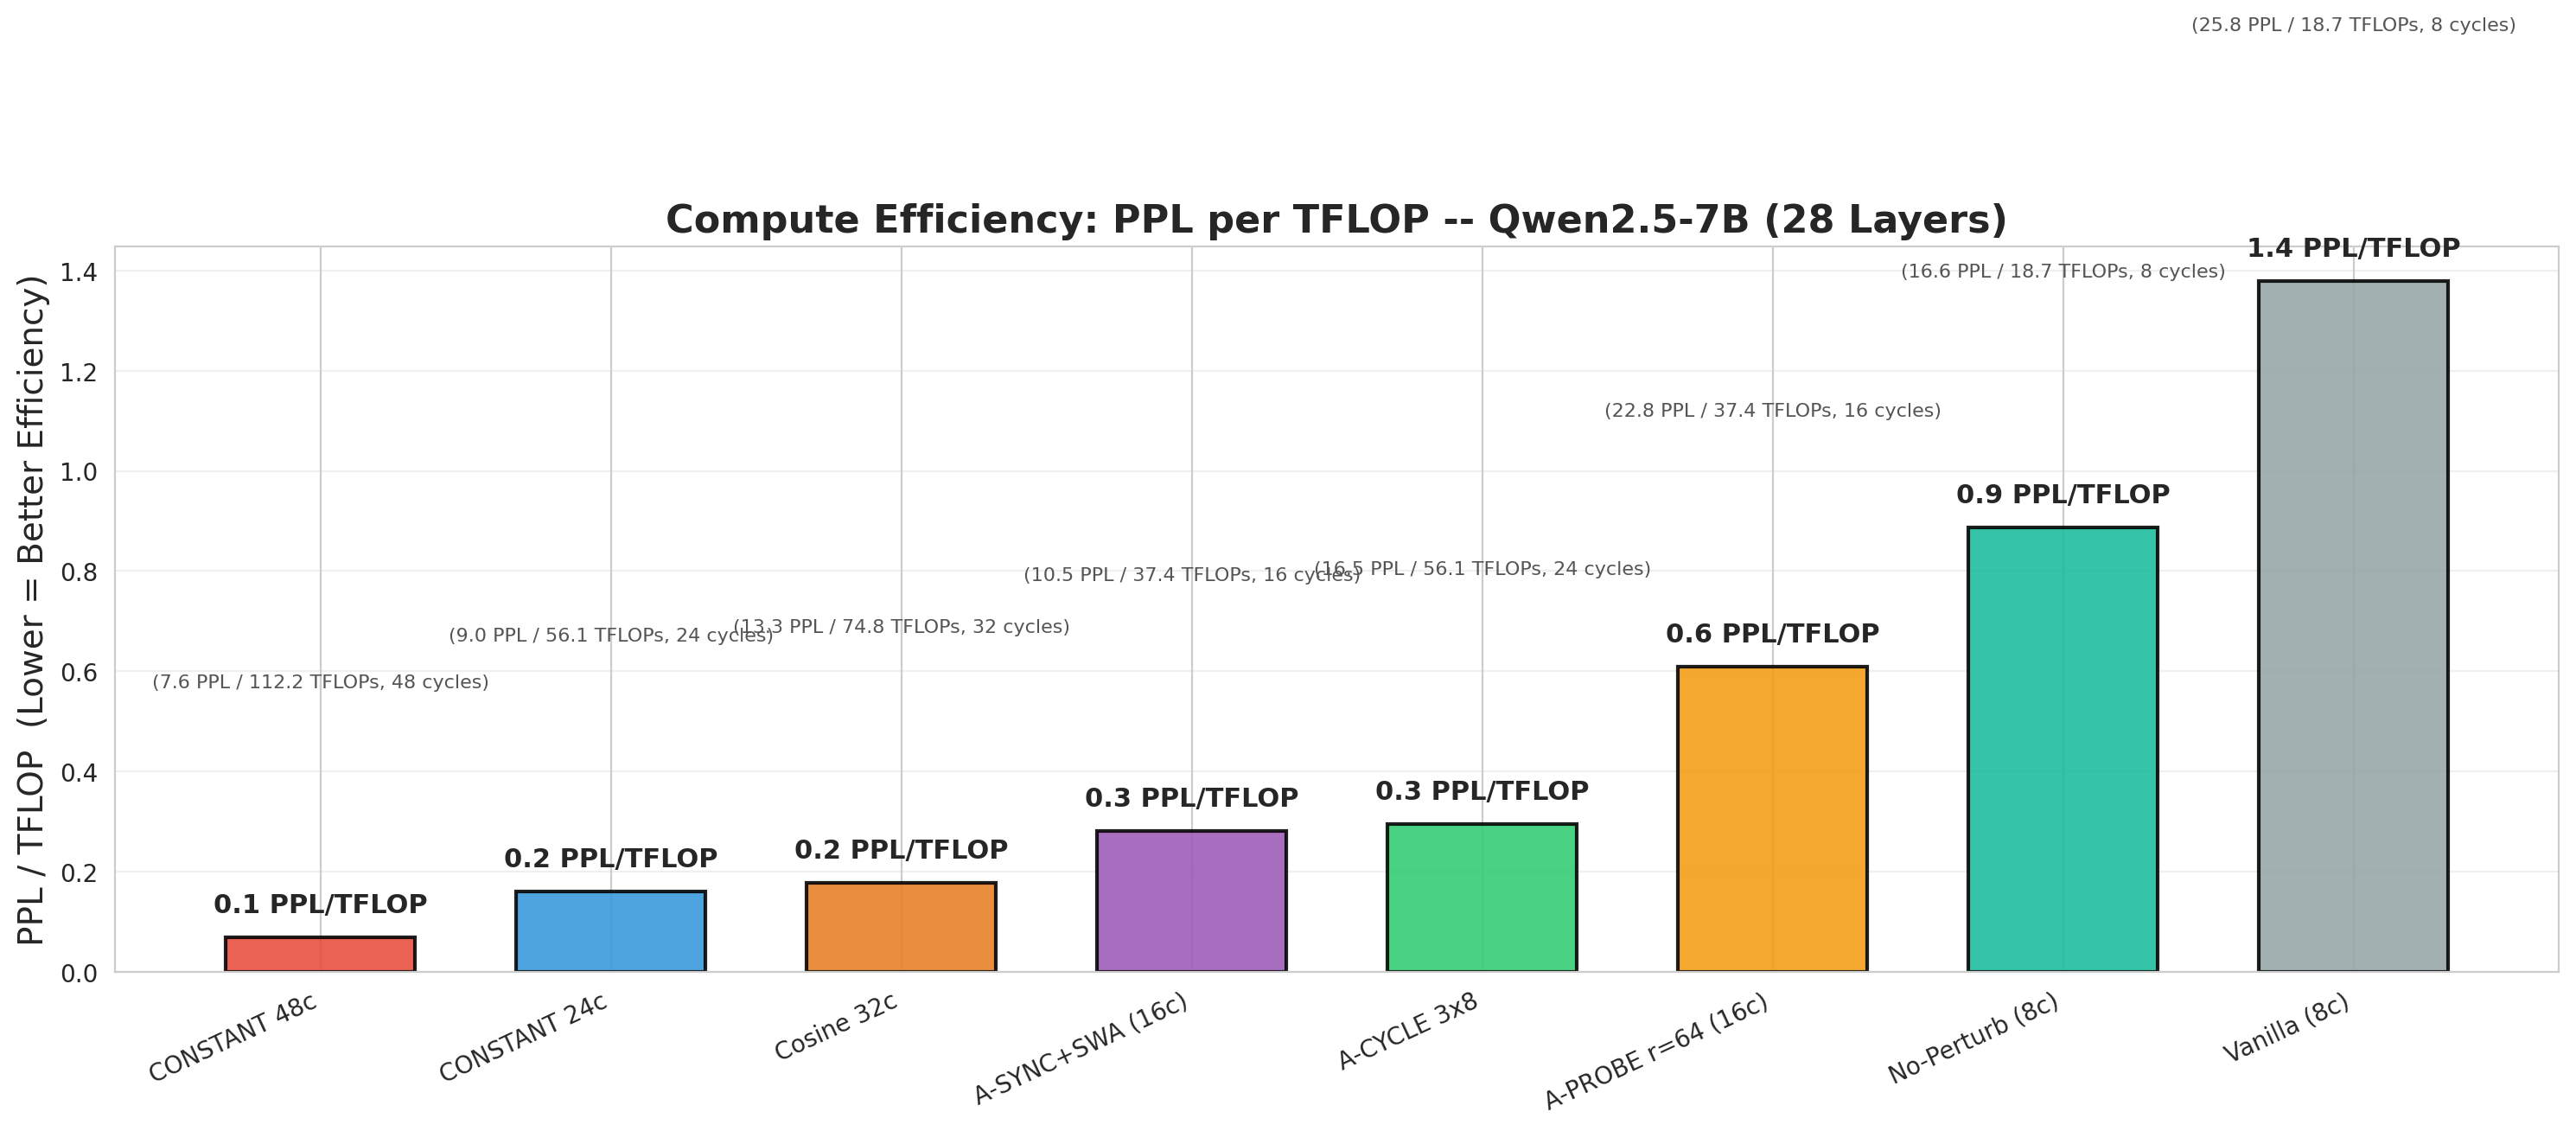 (25.8 PPL / 18.7 TFLOPs, 8 cycles)
Compute Efficiency: PPL per TFLOP -- Qwen2.5-7B (28 Layers)
PPL / TFLOP (Lower = Better Efficiency)
1.4
1.2
1.0
0.8
0.6
0.4
0.2
0.0
(7.6 PPL / 112.2 TFLOPs, 48 cycles)
0.1 PPL/TFLOP
(9.0 PPL / 56.1 TFLOPs, 24 cycles)
0.2 PPL/TFLOP
(13.3 PPL / 74.8 TFLOPs, 32 cycles)
0.2 PPL/TFLOP
(10.5 PPL / 37.4 TFLOPs, 16 cycles)
0.3 PPL/TFLOP
(16.5 PPL / 56.1 TFLOPs, 24 cycles)
0.3 PPL/TFLOP
(22.8 PPL / 37.4 TFLOPs, 16 cycles)
0.6 PPL/TFLOP
(16.6 PPL / 18.7 TFLOPs, 8 cycles)
0.9 PPL/TFLOP
1.4 PPL/TFLOP
CONSTANT 48c
CONSTANT 24c
Cosine 32c
A-SYNC+SWA (16c)
A-CYCLE 3x8
A-PROBE r=64 (16c)
No-Perturb (8c)
Vanilla (8c)